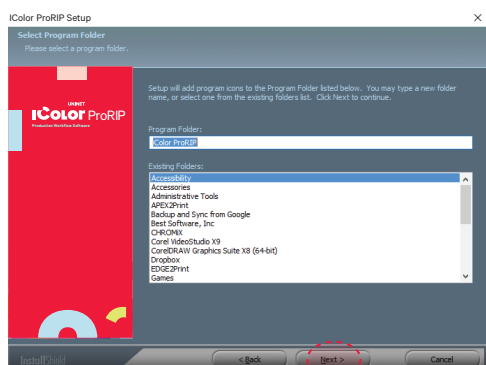 IColor ProRIP Setup
Select Program Folder
Please select a program folder.
UNINET
IColor ProRIP
Production Workflow Software
Setup will add program icons to the Program Folder listed below. You may type a new folder
name, or select one from the existing folders list. Click Next to continue.
Program Folder:
IColor ProRIP
Existing Folders:
Accessibility
Accessories
Administrative Tools
APEX2Print
Backup and Sync from Google
Best Software, Inc
CHROMiX
Corel VideoStudio X9
CorelDRAW Graphics Suite X8 (64-bit)
Dropbox
EDGE2Print
Games
InstallShield
< Back
Next >
Cancel